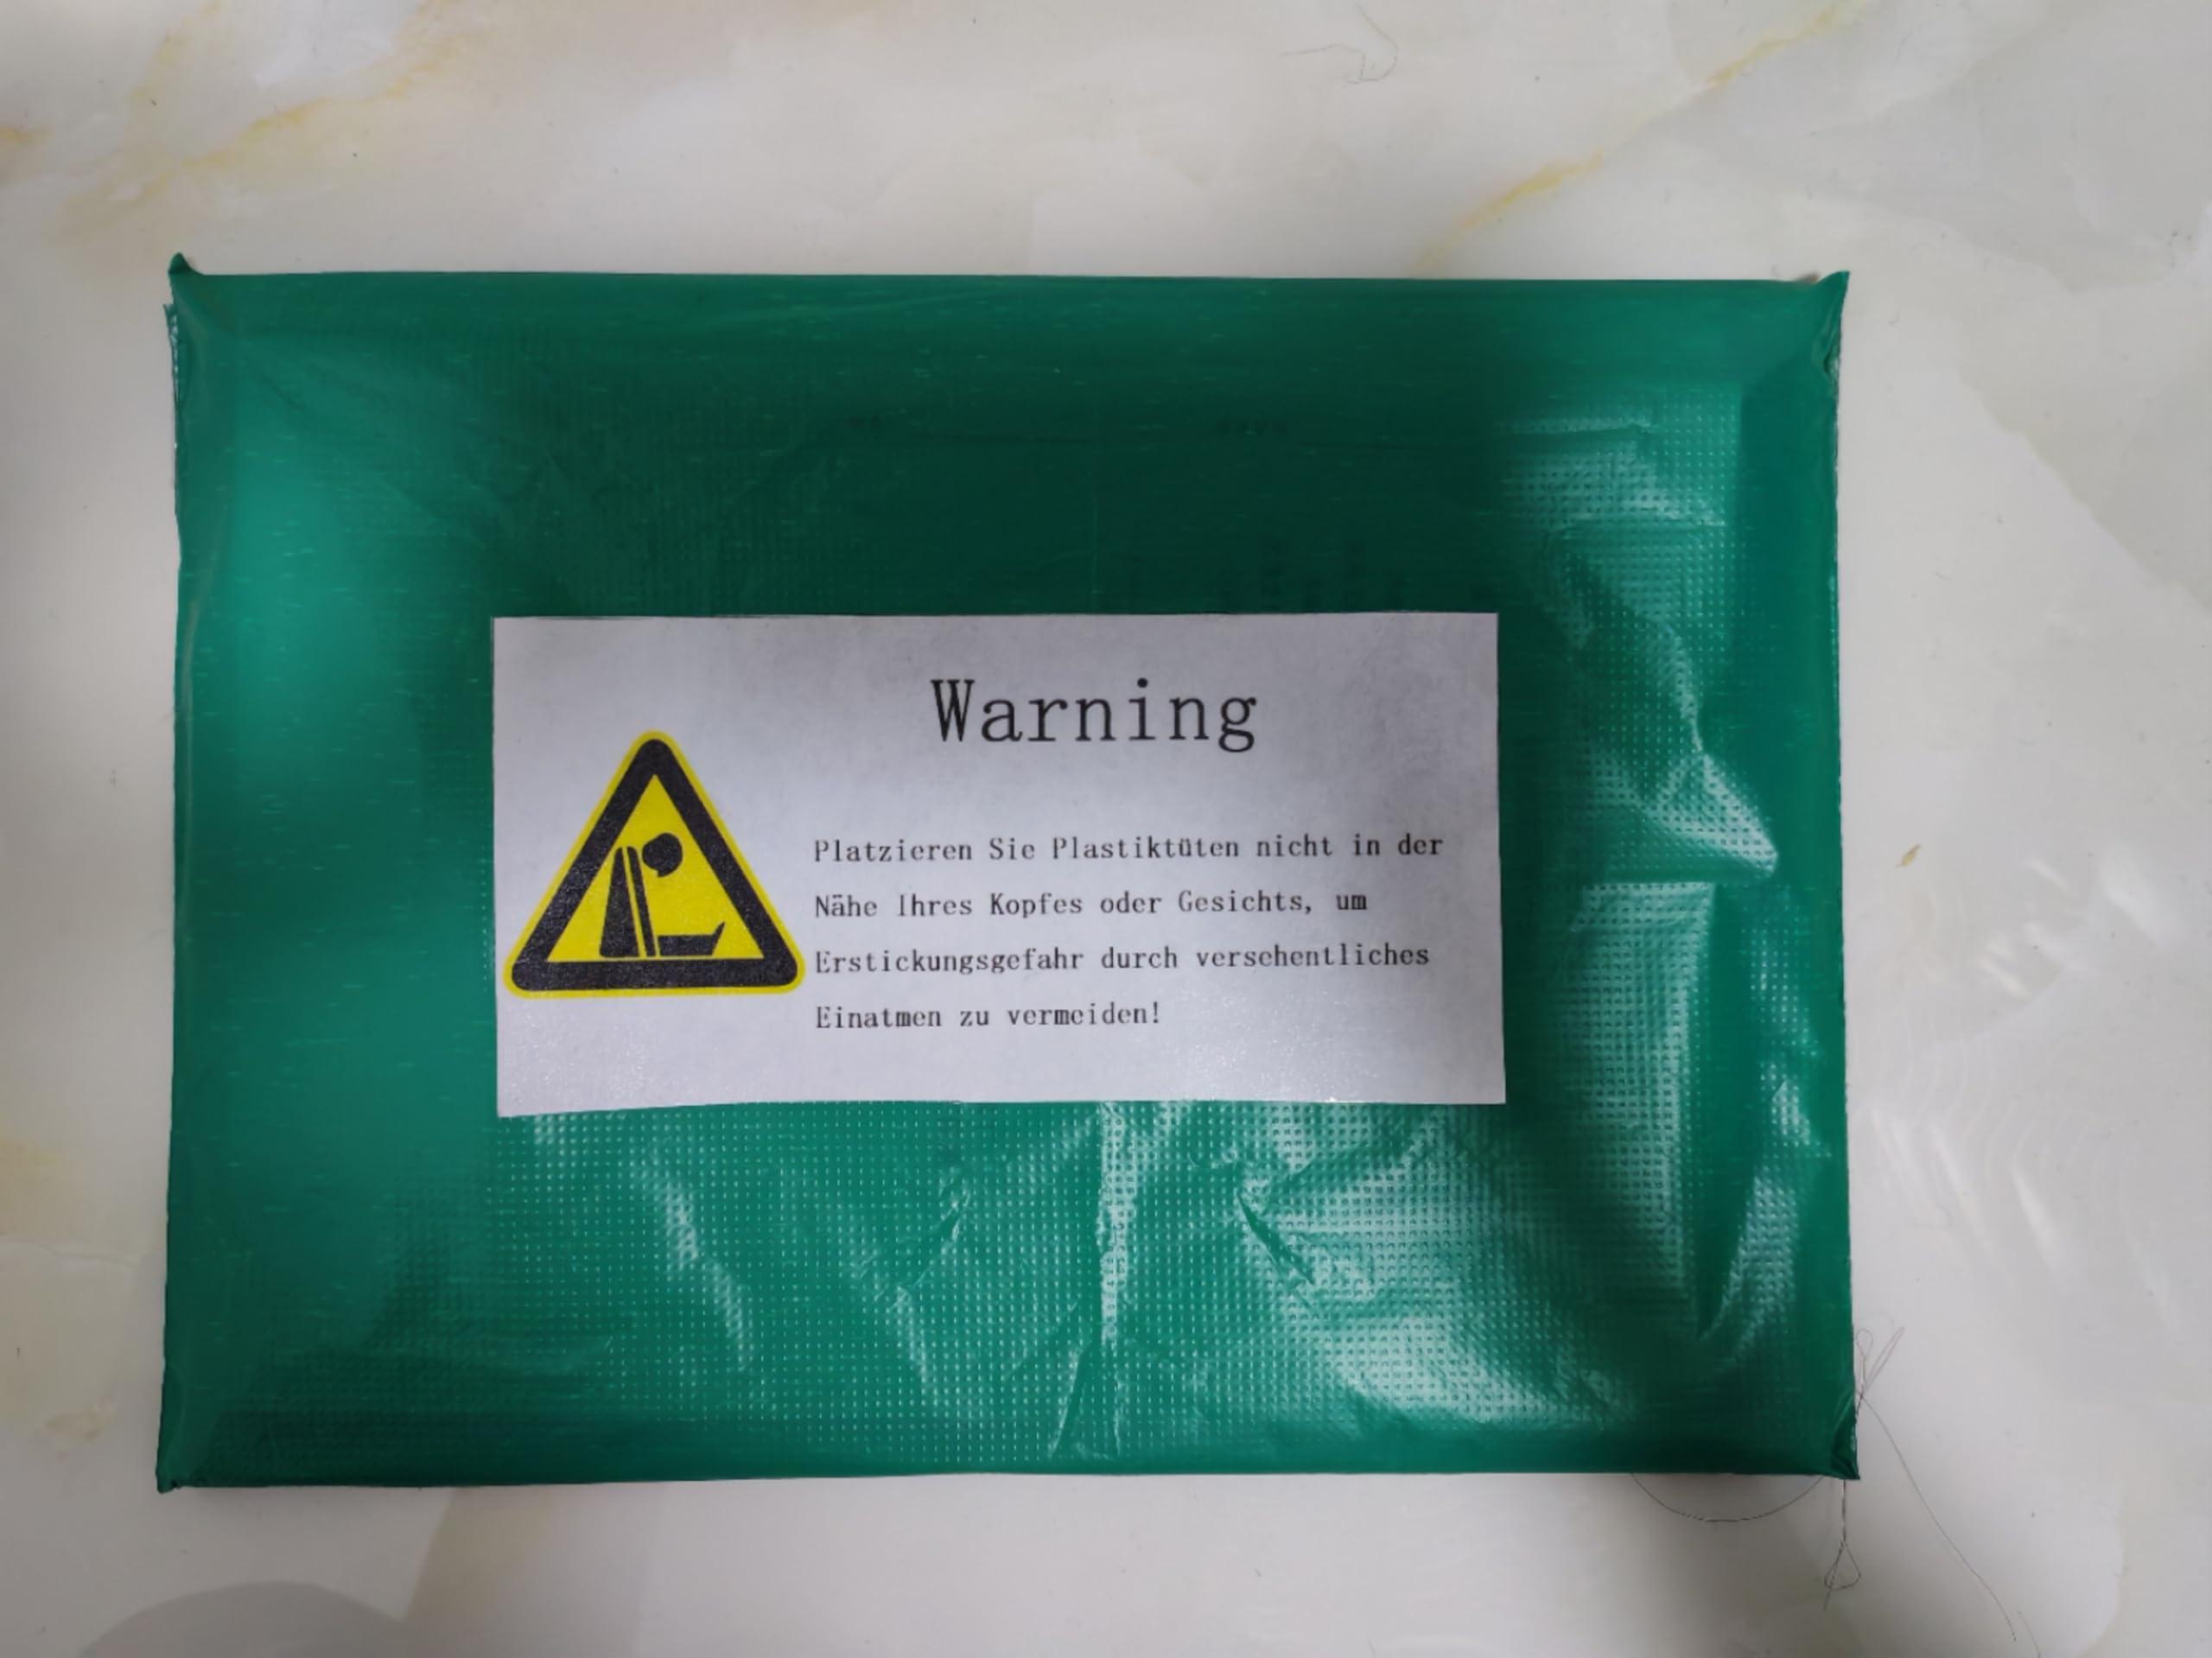 Warning
Platzieren Sie Plastiktüten nicht in der
Nähe Ihres Kopfes oder Gesichts, um
Erstickungsgefahr durch versehentliches
Einatmen zu vermeiden!